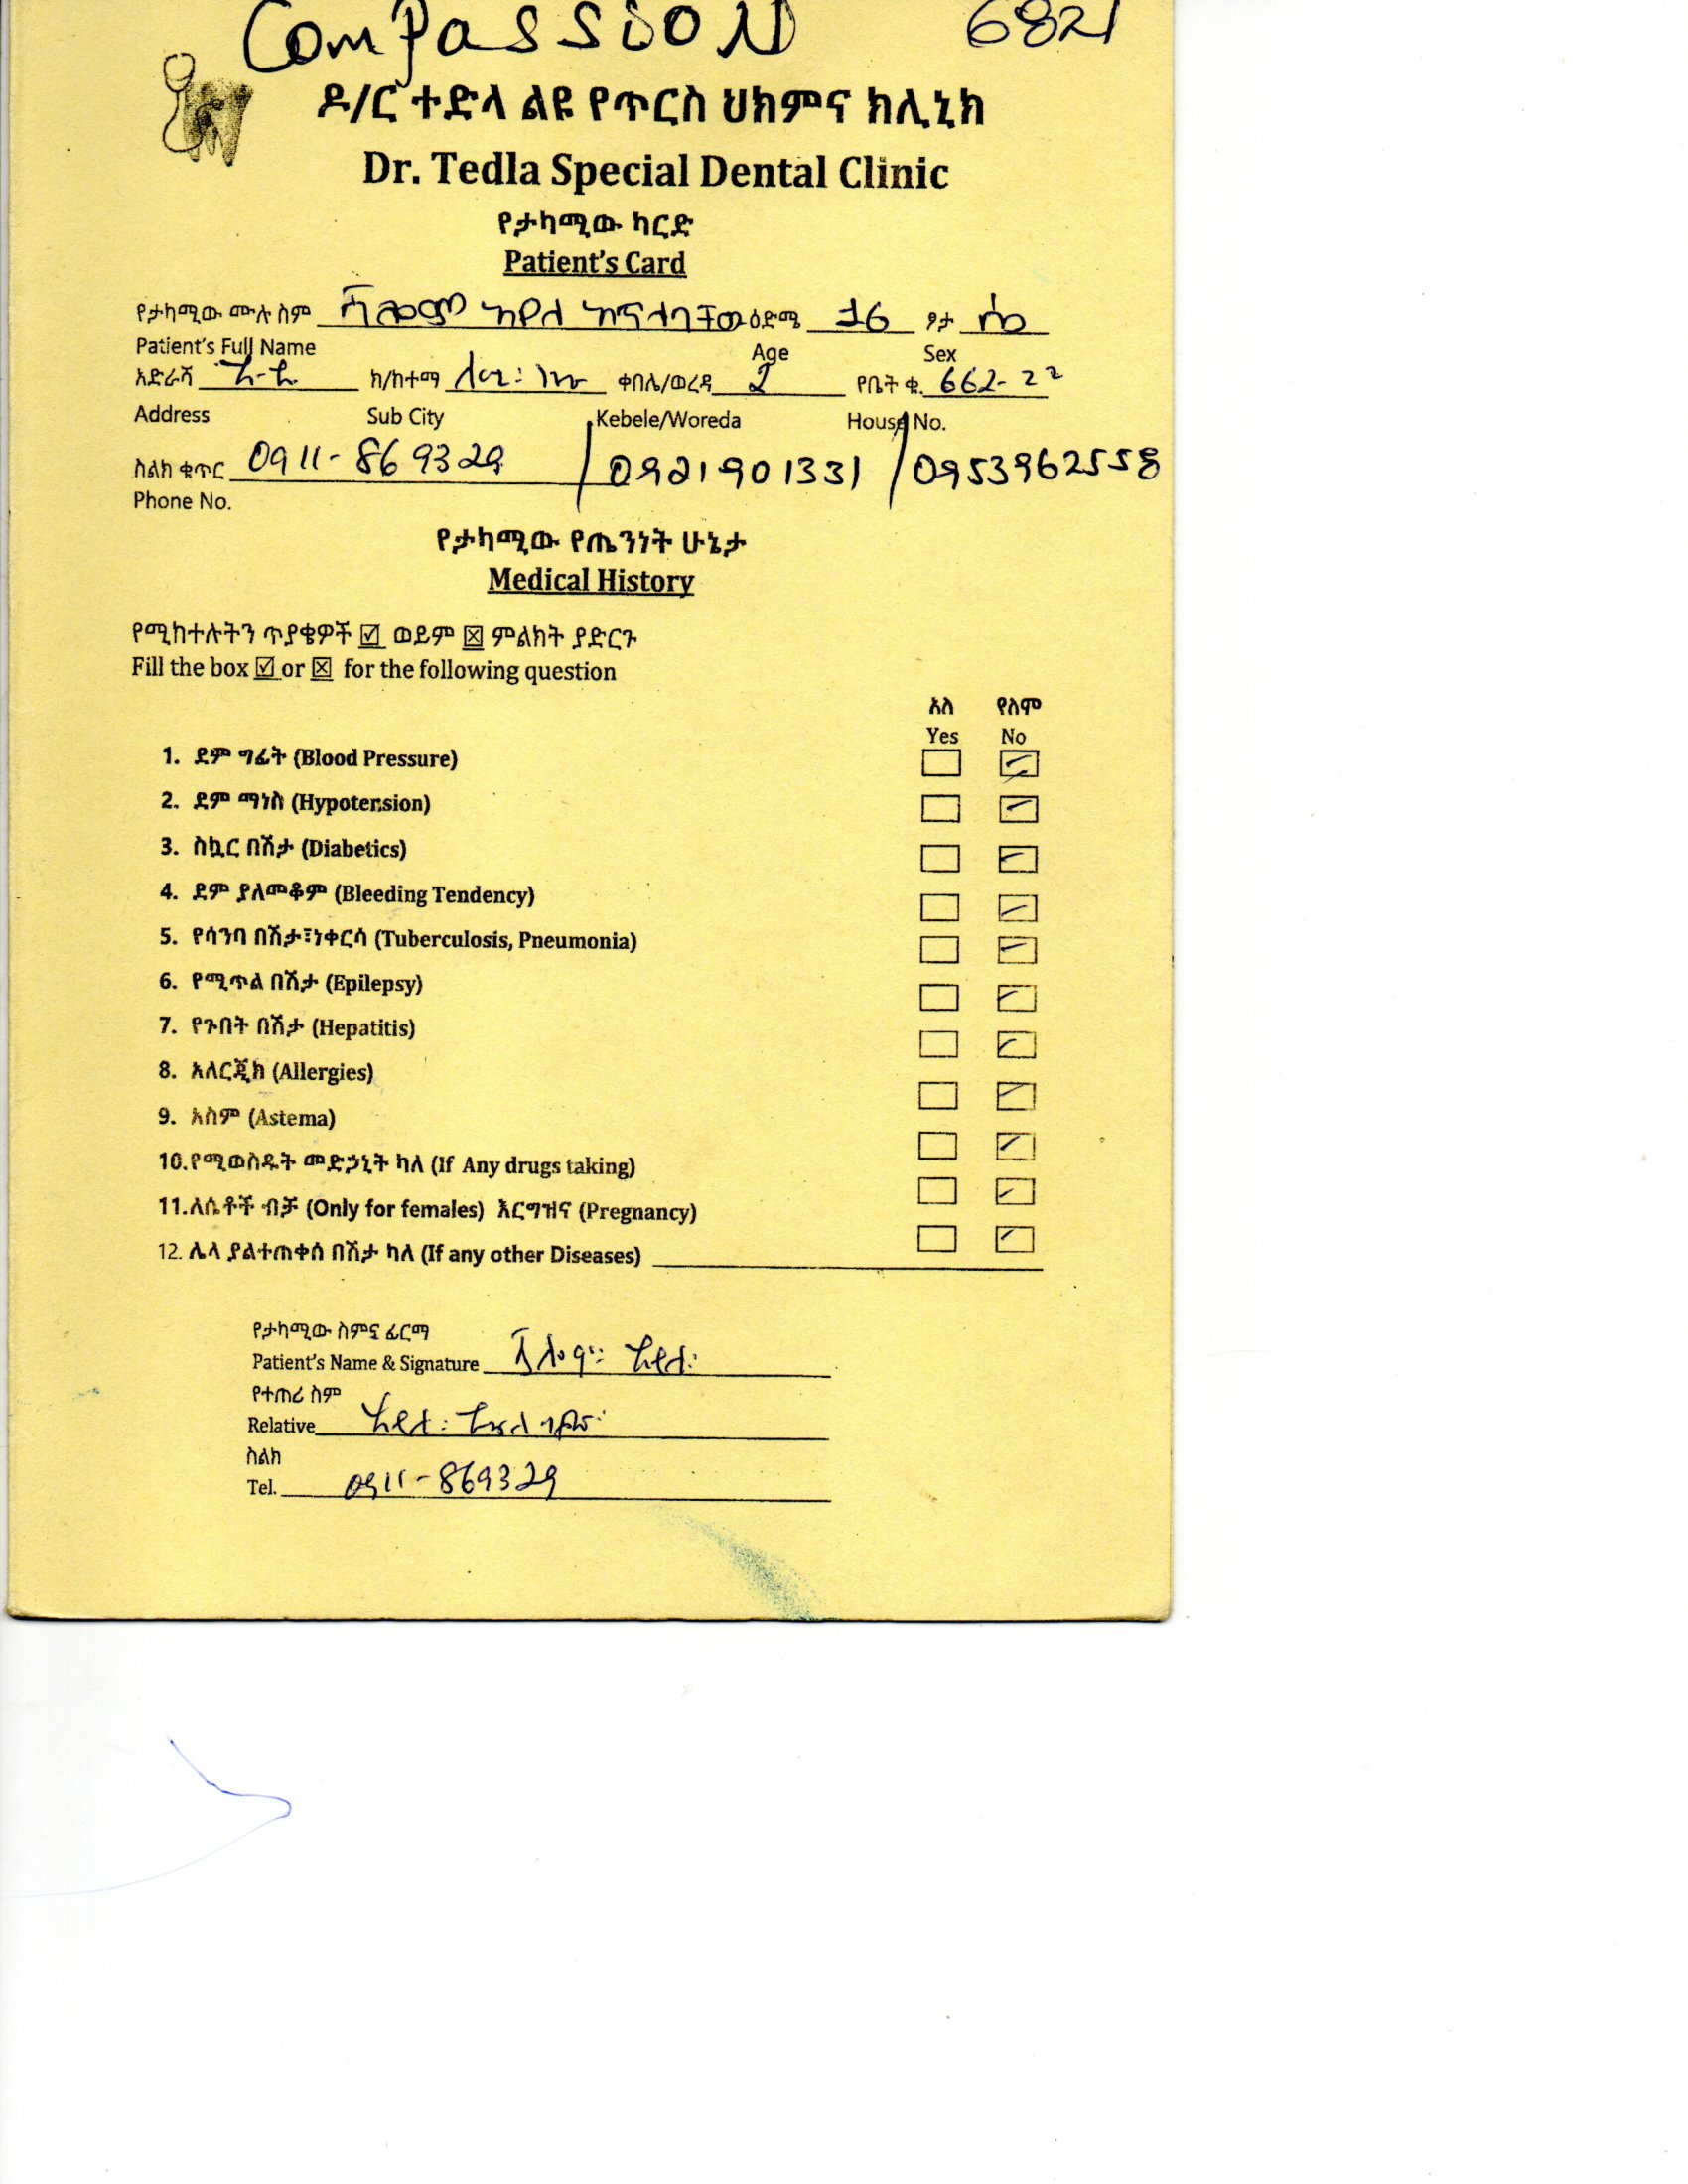 Compassion 6821
ዶ/ር ተድላ ልዩ የጥርስ ህክምና ክሊኒክ
Dr. Tedla Special Dental Clinic
የታካሚው ካርድ
Patient's Card
የታካሚው ሙሉ ስም ሻሎም አየለ ዕድሜ 16 ፆታ ሴ
Patient's Full Name Age Sex
አድራሻ አ-አ ክ/ከተማ ቀበሌ/ወረዳ 2 የቤት ቁ. 662-22
Address Sub City Kebele/Woreda House No.
ስልክ ቁጥር 0911-869329 / 0921901331 / 0953962558
Phone No.
የታካሚው የጤንነት ሁኔታ
Medical History
የሚከተሉትን ጥያቄዎች ☑ ወይም ☒ ምልክት ያድርጉ
Fill the box ☑ or ☒ for the following question
አለ የለም
Yes No
1. ደም ግፊት (Blood Pressure)
2. ደም ማነስ (Hypotension)
3. ስኳር በሽታ (Diabetics)
4. ደም ያለመቆም (Bleeding Tendency)
5. የሳንባ በሽታ፣ነቀርሳ (Tuberculosis, Pneumonia)
6. የሚጥል በሽታ (Epilepsy)
7. የጉበት በሽታ (Hepatitis)
8. አለርጂክ (Allergies)
9. አስም (Astema)
10.የሚወስዱት መድኃኒት ካለ (If Any drugs taking)
11.ለሴቶች ብቻ (Only for females) እርግዝና (Pregnancy)
12. ሌላ ያልተጠቀሰ በሽታ ካለ (If any other Diseases)
የታካሚው ስምና ፊርማ
Patient's Name & Signature ሻሎም፡ አየለ፡
የተጠሪ ስም
Relative አየለ፡
ስልክ
Tel. 0911-869329